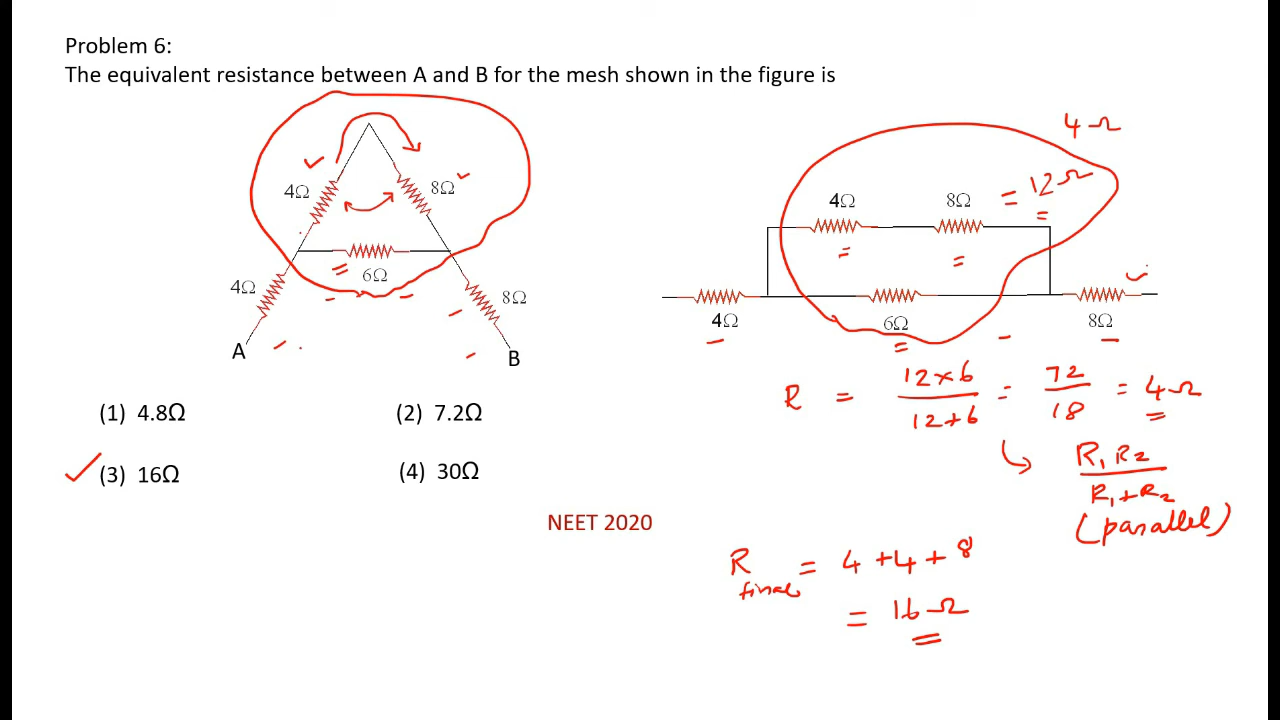 Problem 6:
The equivalent resistance between A and B for the mesh shown in the figure is
4Ω
8Ω
6Ω
4Ω
8Ω
A
B
4Ω
= 12Ω
4Ω
8Ω
4Ω
6Ω
8Ω
R = 12×6 / 12+6 = 72 / 18 = 4Ω
R1 R2 / R1+R2
(parallel)
(1) 4.8Ω
(2) 7.2Ω
(3) 16Ω
(4) 30Ω
NEET 2020
R final = 4+4+8
= 16Ω